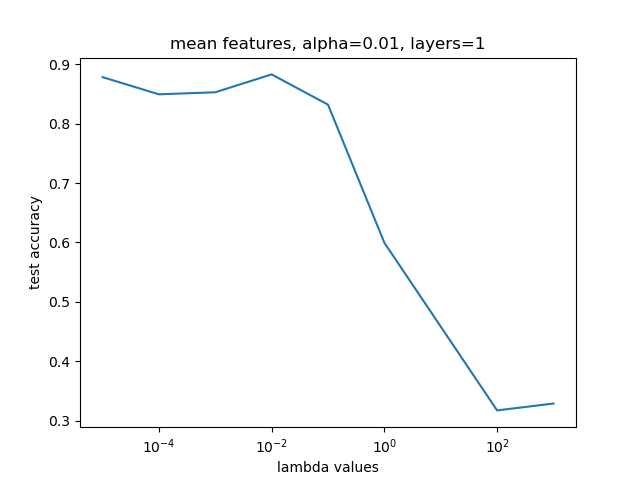 mean features, alpha=0.01, layers=1
0.9
0.8
0.7
0.6
0.5
0.4
0.3
test accuracy
10⁻⁴ 10⁻² 10⁰ 10²
lambda values